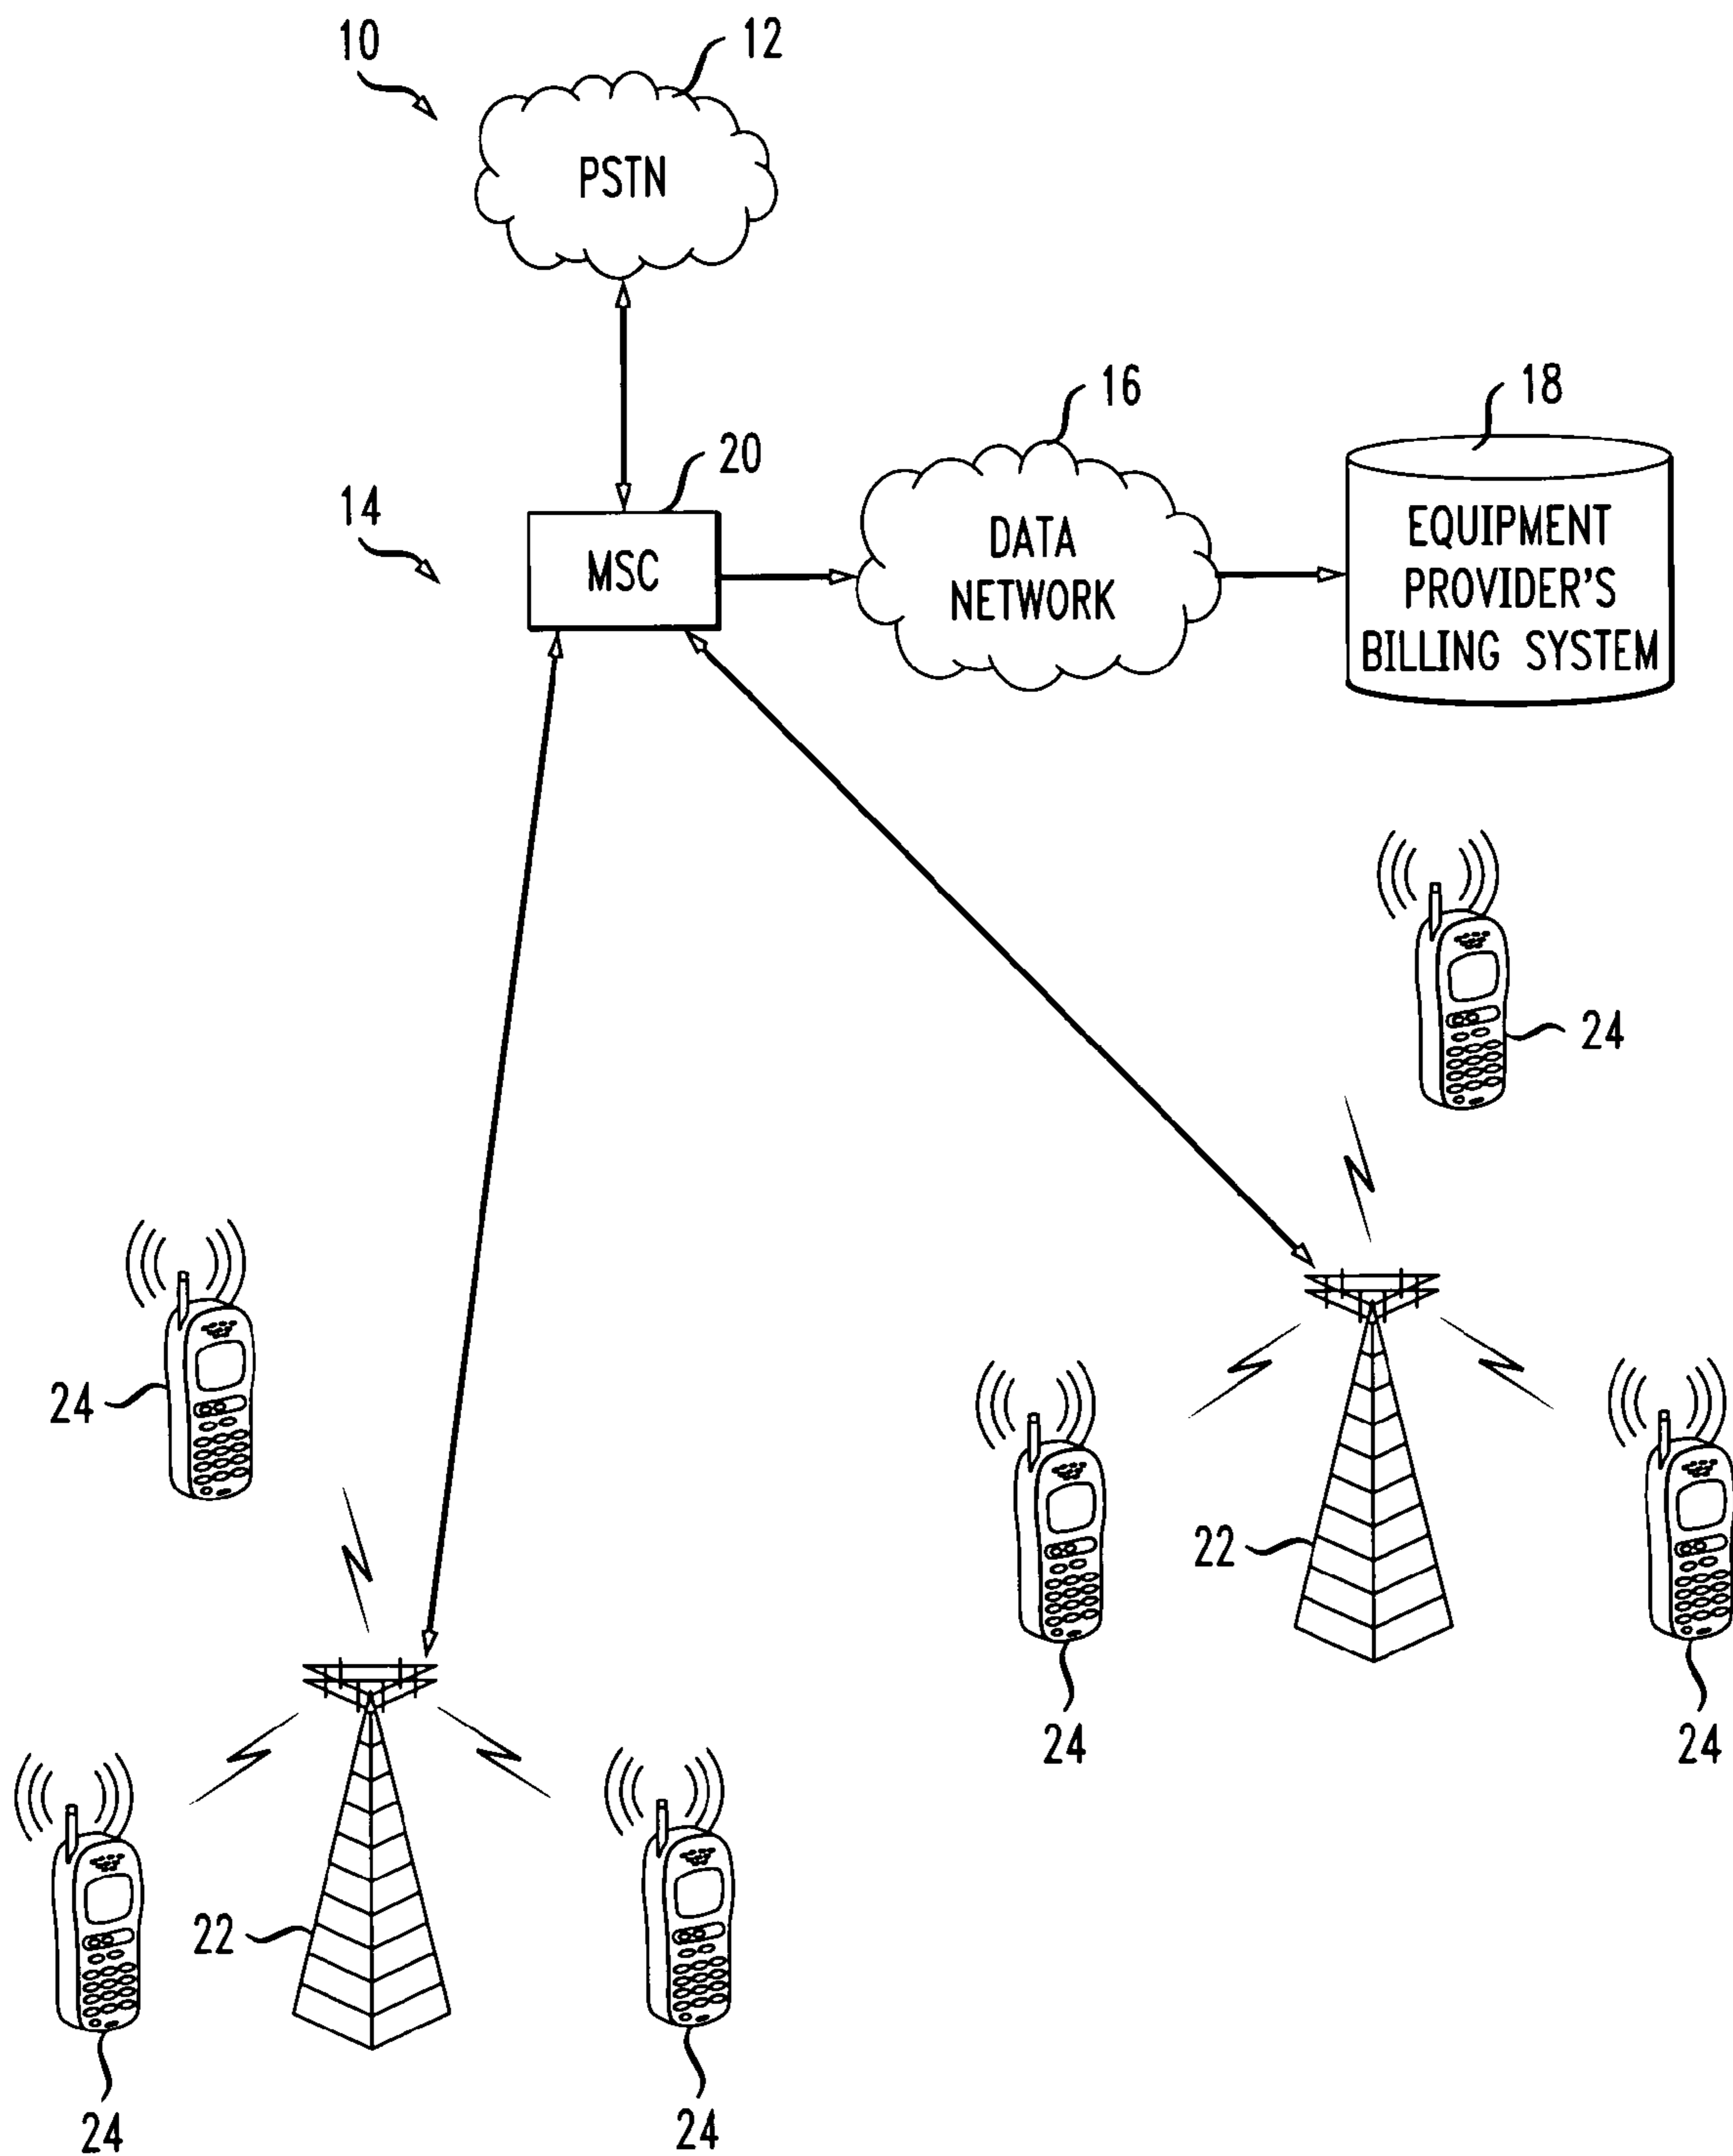 10
12
PSTN
16
18
20
14
MSC
DATA
NETWORK
EQUIPMENT
PROVIDER'S
BILLING SYSTEM
24
24
22
24
24
22
24
24